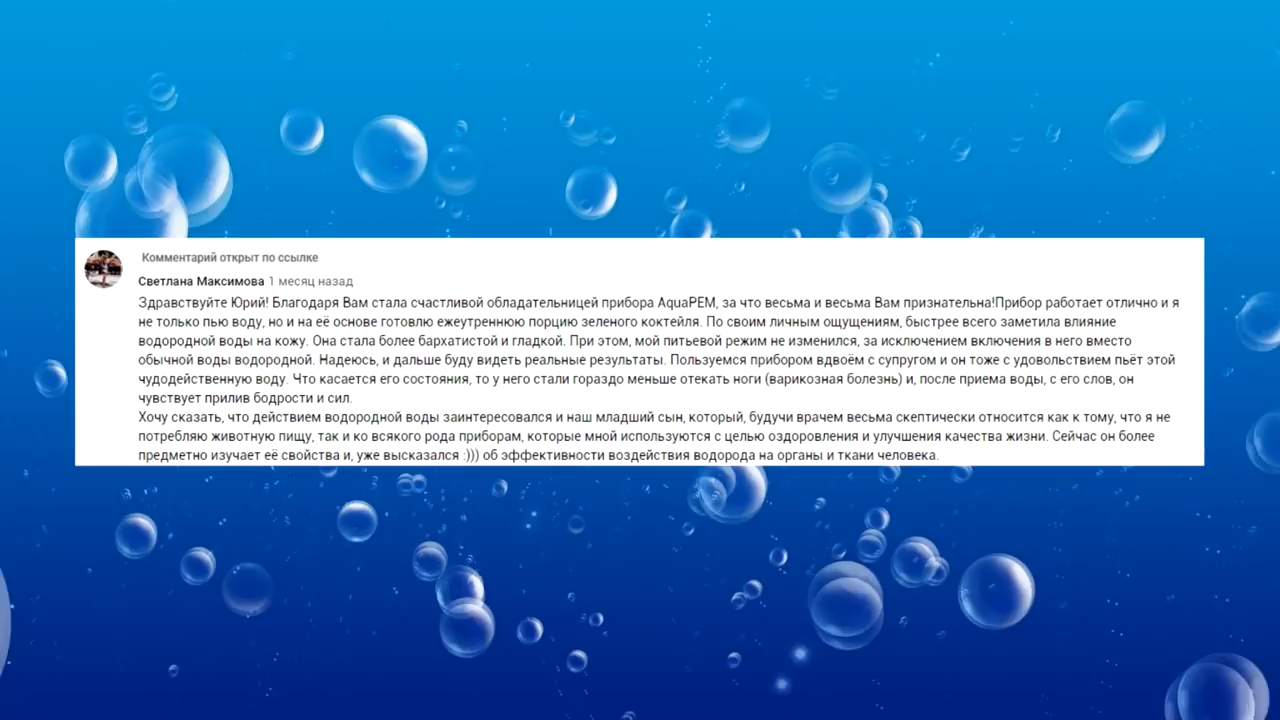 Комментарий открыт по ссылке
Светлана Максимова 1 месяц назад
Здравствуйте Юрий! Благодаря Вам стала счастливой обладательницей прибора AquaPEM, за что весьма и весьма Вам признательна!Прибор работает отлично и я
не только пью воду, но и на её основе готовлю ежеутреннюю порцию зеленого коктейля. По своим личным ощущениям, быстрее всего заметила влияние
водородной воды на кожу. Она стала более бархатистой и гладкой. При этом, мой питьевой режим не изменился, за исключением включения в него вместо
обычной воды водородной. Надеюсь, и дальше буду видеть реальные результаты. Пользуемся прибором вдвоём с супругом и он тоже с удовольствием пьёт этой
чудодейственную воду. Что касается его состояния, то у него стали гораздо меньше отекать ноги (варикозная болезнь) и, после приема воды, с его слов, он
чувствует прилив бодрости и сил.
Хочу сказать, что действием водородной воды заинтересовался и наш младший сын, который, будучи врачем весьма скептически относится как к тому, что я не
потребляю животную пищу, так и ко всякого рода приборам, которые мной используются с целью оздоровления и улучшения качества жизни. Сейчас он более
предметно изучает её свойства и, уже высказался :))) об эффективности воздействия водорода на органы и ткани человека.